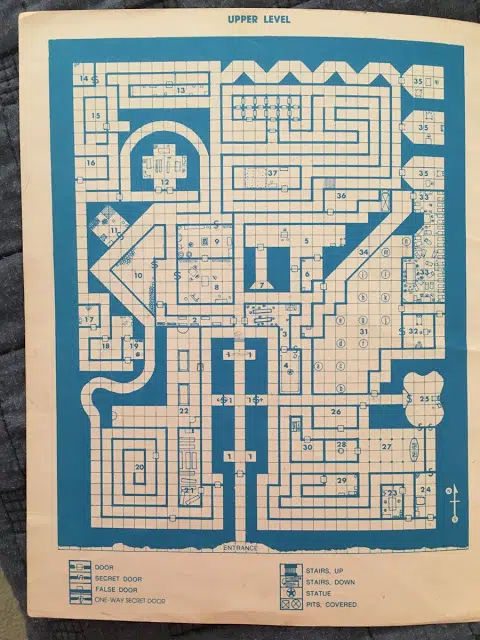 UPPER LEVEL
14 S
13
35
15
35
16
12
37
35
36
33
11
S
9
5
34
10
S
8
6
33
7
17
2
3
31
32
S
18
19
4
1 1
S 1 1 S
S 25
22
26
S S
30
28
27
1 1
20
29
S
21
23
24
ENTRANCE
DOOR
SECRET DOOR
FALSE DOOR
ONE-WAY SECRET DOOR
STAIRS, UP
STAIRS, DOWN
STATUE
PITS, COVERED